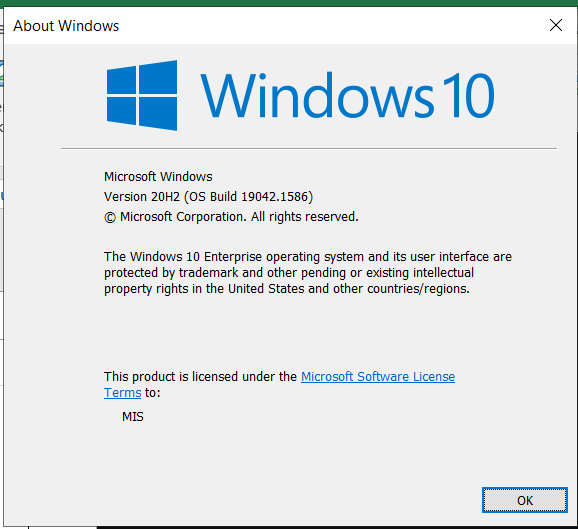 About Windows
Windows 10
Microsoft Windows
Version 20H2 (OS Build 19042.1586)
© Microsoft Corporation. All rights reserved.
The Windows 10 Enterprise operating system and its user interface are
protected by trademark and other pending or existing intellectual
property rights in the United States and other countries/regions.
This product is licensed under the Microsoft Software License
Terms to:
MIS
OK